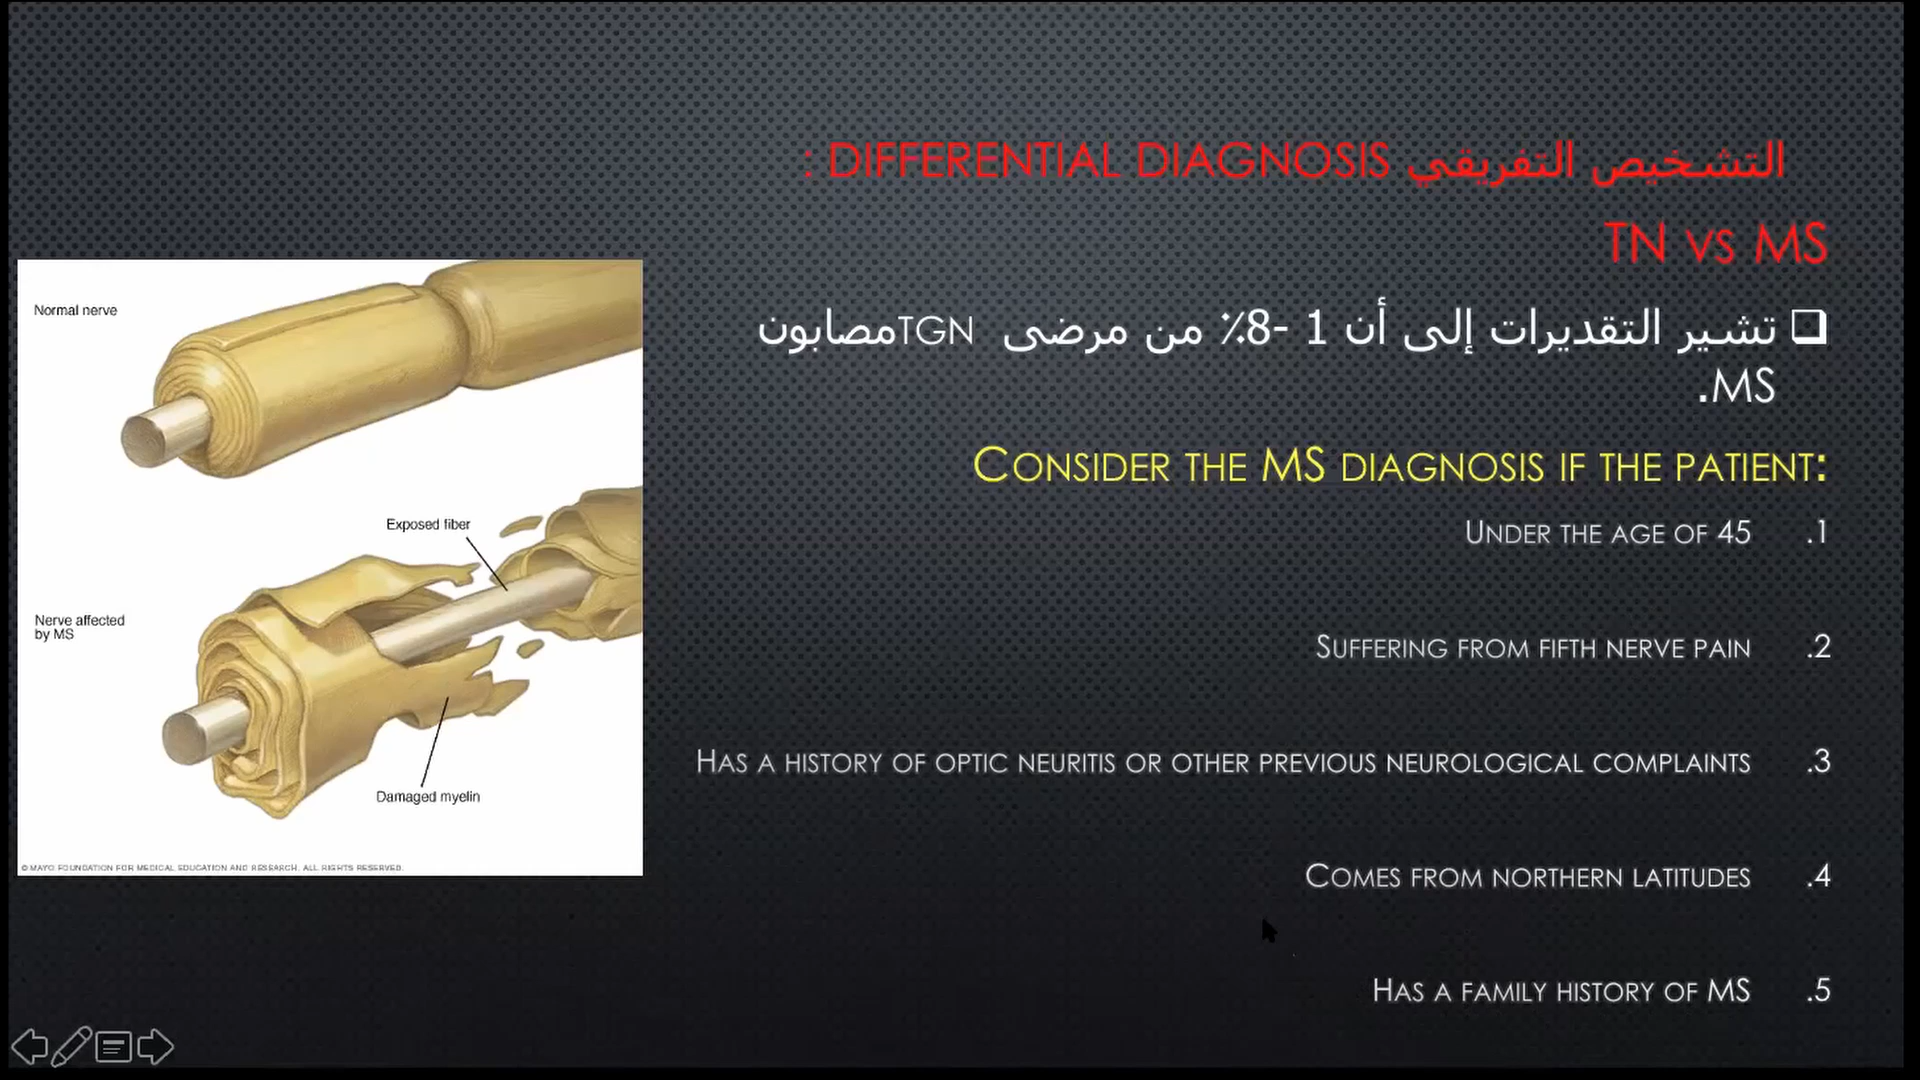 التشخيص التفريقي DIFFERENTIAL DIAGNOSIS :
TN VS MS
❑ تشير التقديرات إلى أن 1 -8٪ من مرضى TGN مصابون
MS.
CONSIDER THE MS DIAGNOSIS IF THE PATIENT:
1. UNDER THE AGE OF 45
2. SUFFERING FROM FIFTH NERVE PAIN
3. HAS A HISTORY OF OPTIC NEURITIS OR OTHER PREVIOUS NEUROLOGICAL COMPLAINTS
4. COMES FROM NORTHERN LATITUDES
5. HAS A FAMILY HISTORY OF MS
Normal nerve
Exposed fiber
Nerve affected
by MS
Damaged myelin
© MAYO FOUNDATION FOR MEDICAL EDUCATION AND RESEARCH. ALL RIGHTS RESERVED.